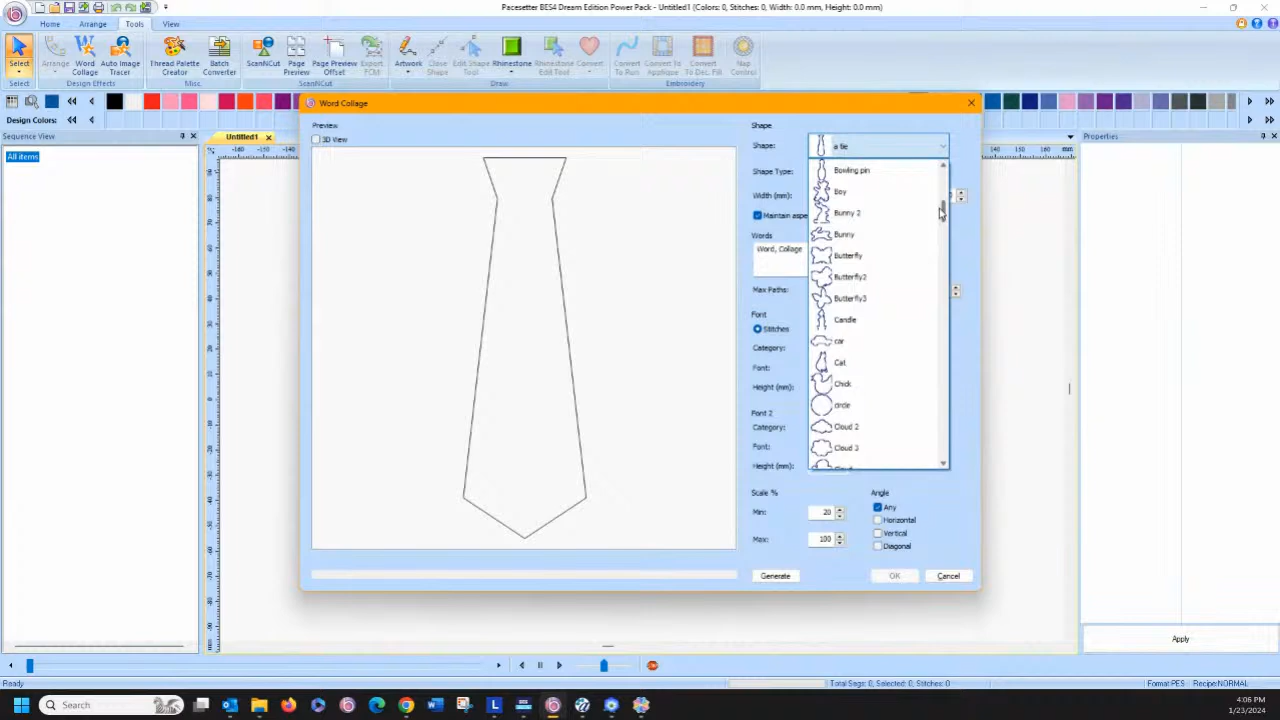 Pacesetter BES4 Dream Edition Power Pack - Untitled1 (Colors: 0, Stitches: 0, Width: 0.0 mm, Height: 0.0 mm)
Home Arrange Tools View
Select Arrange Word Collage Auto Image Tracer Thread Palette Creator Batch Converter ScanNCut Page Preview Page Preview Offset Export FCM Artwork Close Shape Edit Shape Tool Rhinestone Rhinestone Edit Tool Convert Convert To Run Convert To Applique Convert To Dec. Fill Map Control
Select Design Effects Misc. ScanNCut Draw Embroidery
Design Colors:
Sequence View
Untitled1
Properties
All items
Word Collage
Preview
3D View
Shape
Shape: a tie
Shape Type:
Width (mm):
Maintain aspe
Words
Word, Collage
Max Paths:
Font
Stitches
Category:
Font:
Height (mm):
Font 2
Category:
Font:
Height (mm):
Bowling pin
Boy
Bunny 2
Bunny
Butterfly
Butterfly2
Butterfly3
Candle
car
Cat
Chick
circle
Cloud 2
Cloud 3
Cloud
Scale %
Min: 20
Max: 100
Angle
Any
Horizontal
Vertical
Diagonal
Generate OK Cancel
Apply
Ready
Total Segs: 0, Selected: 0, Stitches: 0
Format:PES
Recipe:NORMAL
Search
4:06 PM
1/23/2024